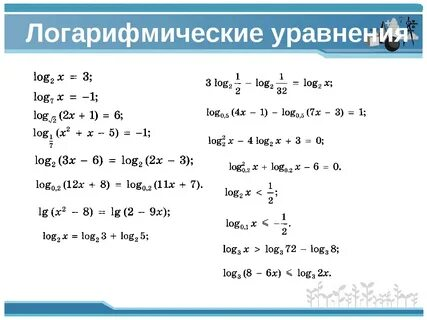 Логарифмические уравнения
log₂ x = 3;
log₇ x = −1;
log_√2 (2x + 1) = 6;
log_1/7 (x² + x − 5) = −1;
log₂ (3x − 6) = log₂ (2x − 3);
log₀,₂ (12x + 8) = log₀,₂ (11x + 7).
lg (x² − 8) = lg (2 − 9x);
log₂ x = log₂ 3 + log₂ 5;
3 log₂ 1/2 − log₂ 1/32 = log₂ x;
log₀,₅ (4x − 1) − log₀,₅ (7x − 3) = 1;
log₂² x − 4 log₂ x + 3 = 0;
log²₀,₂ x + log₀,₂ x − 6 = 0.
log₂ x < 1/2;
log₀,₁ x ⩽ −1/2.
log₃ x > log₃ 72 − log₃ 8;
log₃ (8 − 6x) ⩽ log₃ 2x.